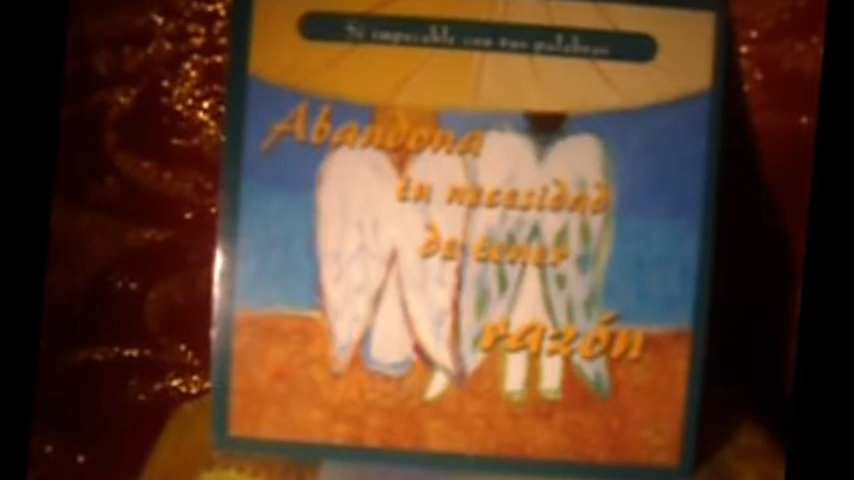 Sé impecable con tus palabras
Abandona
tu necesidad
de tener
razón